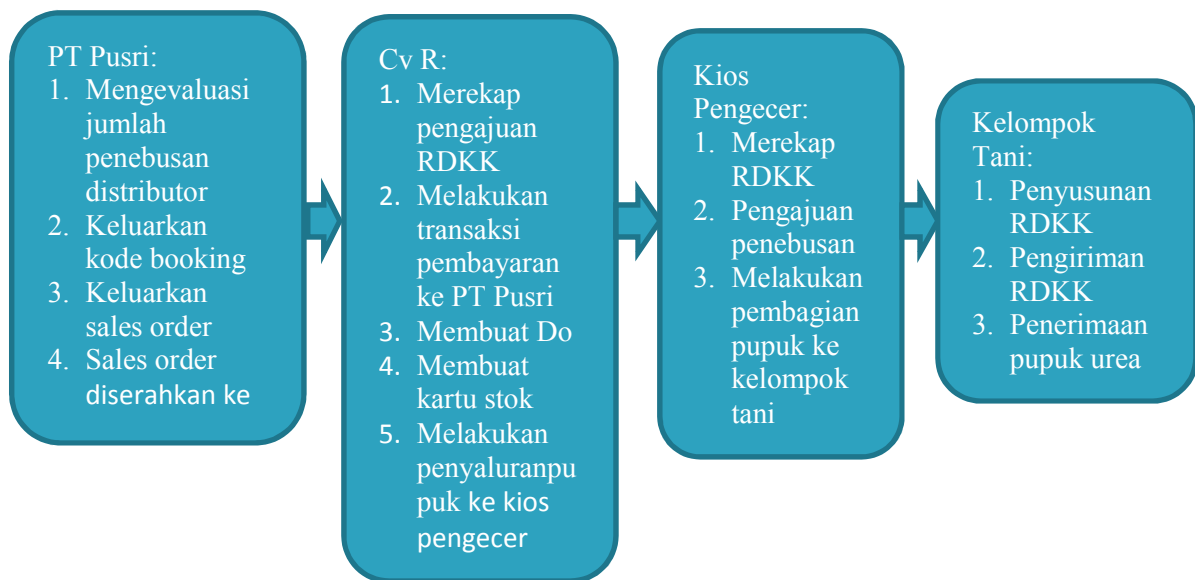 PT Pusri:
1. Mengevaluasi
jumlah
penebusan
distributor
2. Keluarkan
kode booking
3. Keluarkan
sales order
4. Sales order
diserahkan ke
Cv R:
1. Merekap
pengajuan
RDKK
2. Melakukan
transaksi
pembayaran
ke PT Pusri
3. Membuat Do
4. Membuat
kartu stok
5. Melakukan
penyaluranpu
puk ke kios
pengecer
Kios
Pengecer:
1. Merekap
RDKK
2. Pengajuan
penebusan
3. Melakukan
pembagian
pupuk ke
kelompok
tani
Kelompok
Tani:
1. Penyusunan
RDKK
2. Pengiriman
RDKK
3. Penerimaan
pupuk urea